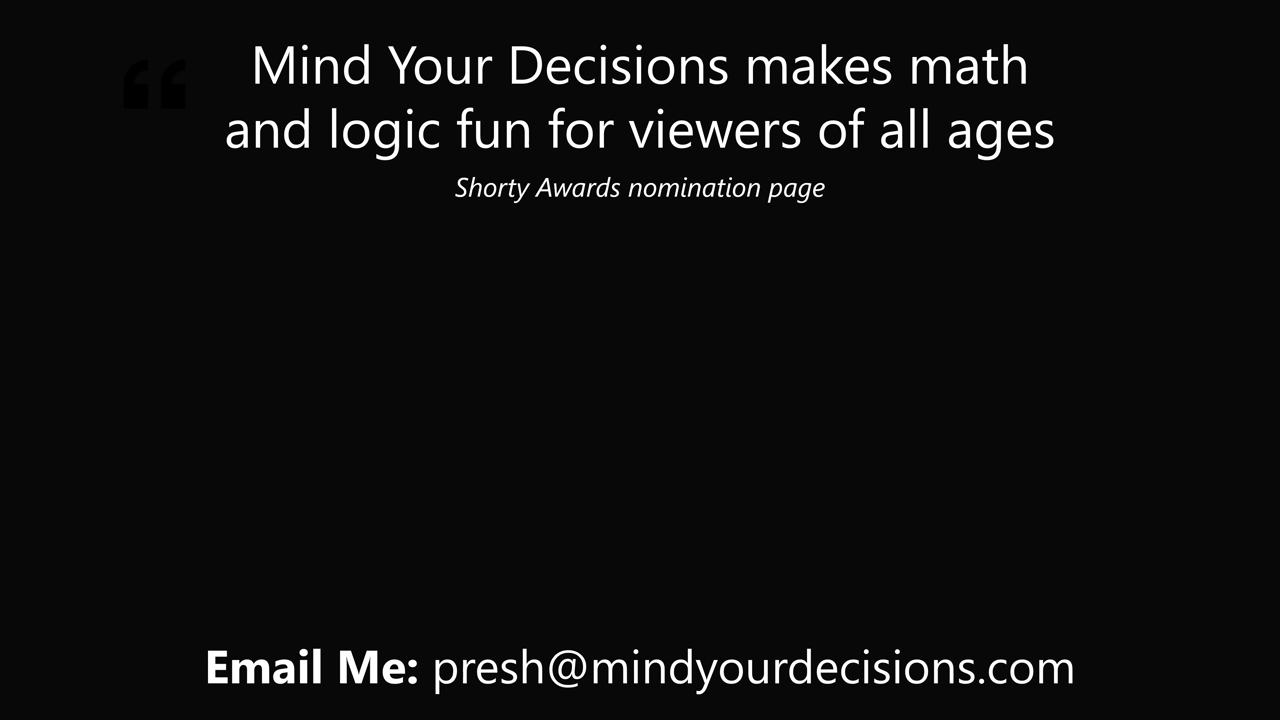 “ Mind Your Decisions makes math
and logic fun for viewers of all ages
Shorty Awards nomination page
Email Me: presh@mindyourdecisions.com